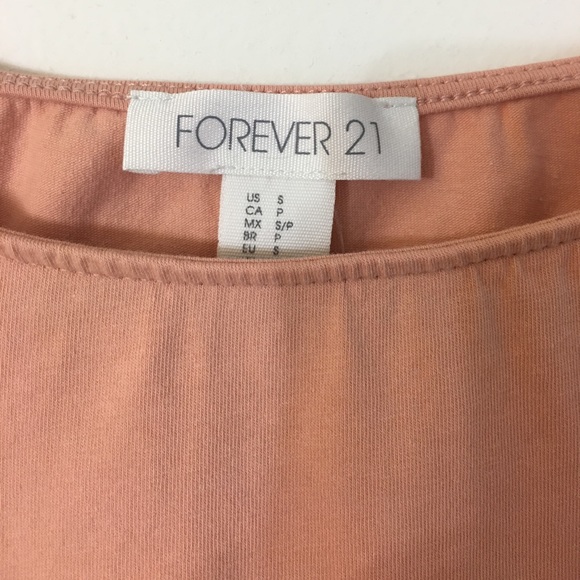 FOREVER 21
US S
CA P
MX S/P
BR P
EU S